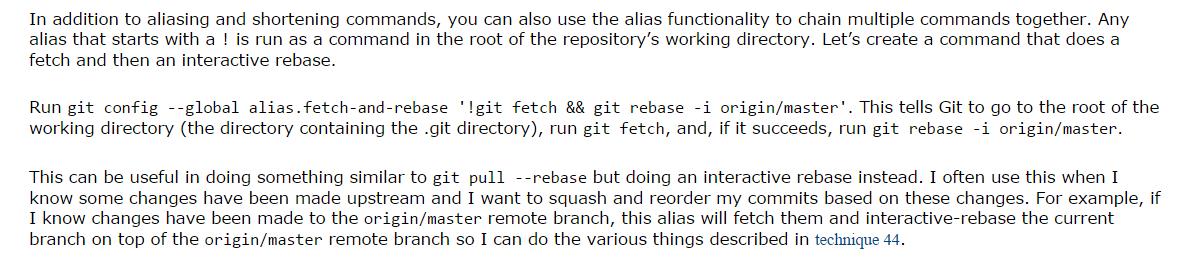 In addition to aliasing and shortening commands, you can also use the alias functionality to chain multiple commands together. Any
alias that starts with a ! is run as a command in the root of the repository’s working directory. Let’s create a command that does a
fetch and then an interactive rebase.
Run git config --global alias.fetch-and-rebase '!git fetch && git rebase -i origin/master'. This tells Git to go to the root of the
working directory (the directory containing the .git directory), run git fetch, and, if it succeeds, run git rebase -i origin/master.
This can be useful in doing something similar to git pull --rebase but doing an interactive rebase instead. I often use this when I
know some changes have been made upstream and I want to squash and reorder my commits based on these changes. For example, if
I know changes have been made to the origin/master remote branch, this alias will fetch them and interactive-rebase the current
branch on top of the origin/master remote branch so I can do the various things described in technique 44.